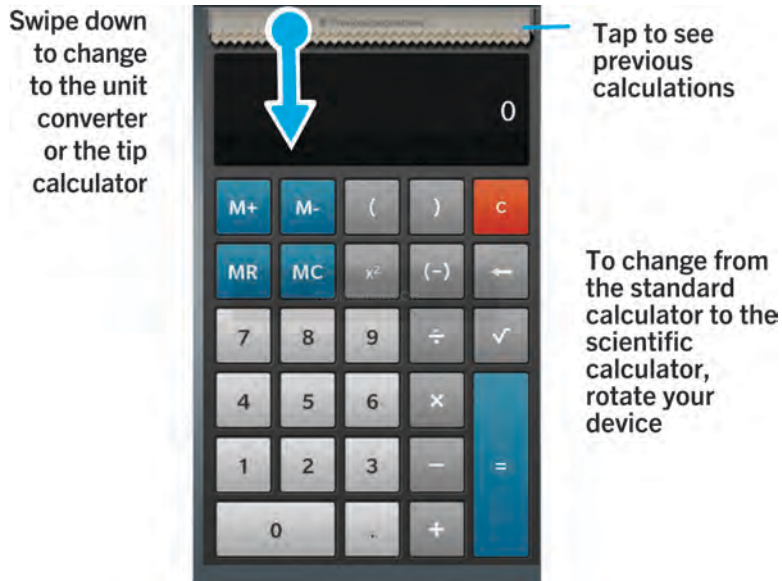 Swipe down
to change
to the unit
converter
or the tip
calculator
Previous calculations
Tap to see
previous
calculations
0
M+ M- ( ) C
MR MC x² (−) ←
7 8 9 ÷ √
4 5 6 ×
1 2 3 − =
0 . +
To change from
the standard
calculator to the
scientific
calculator,
rotate your
device